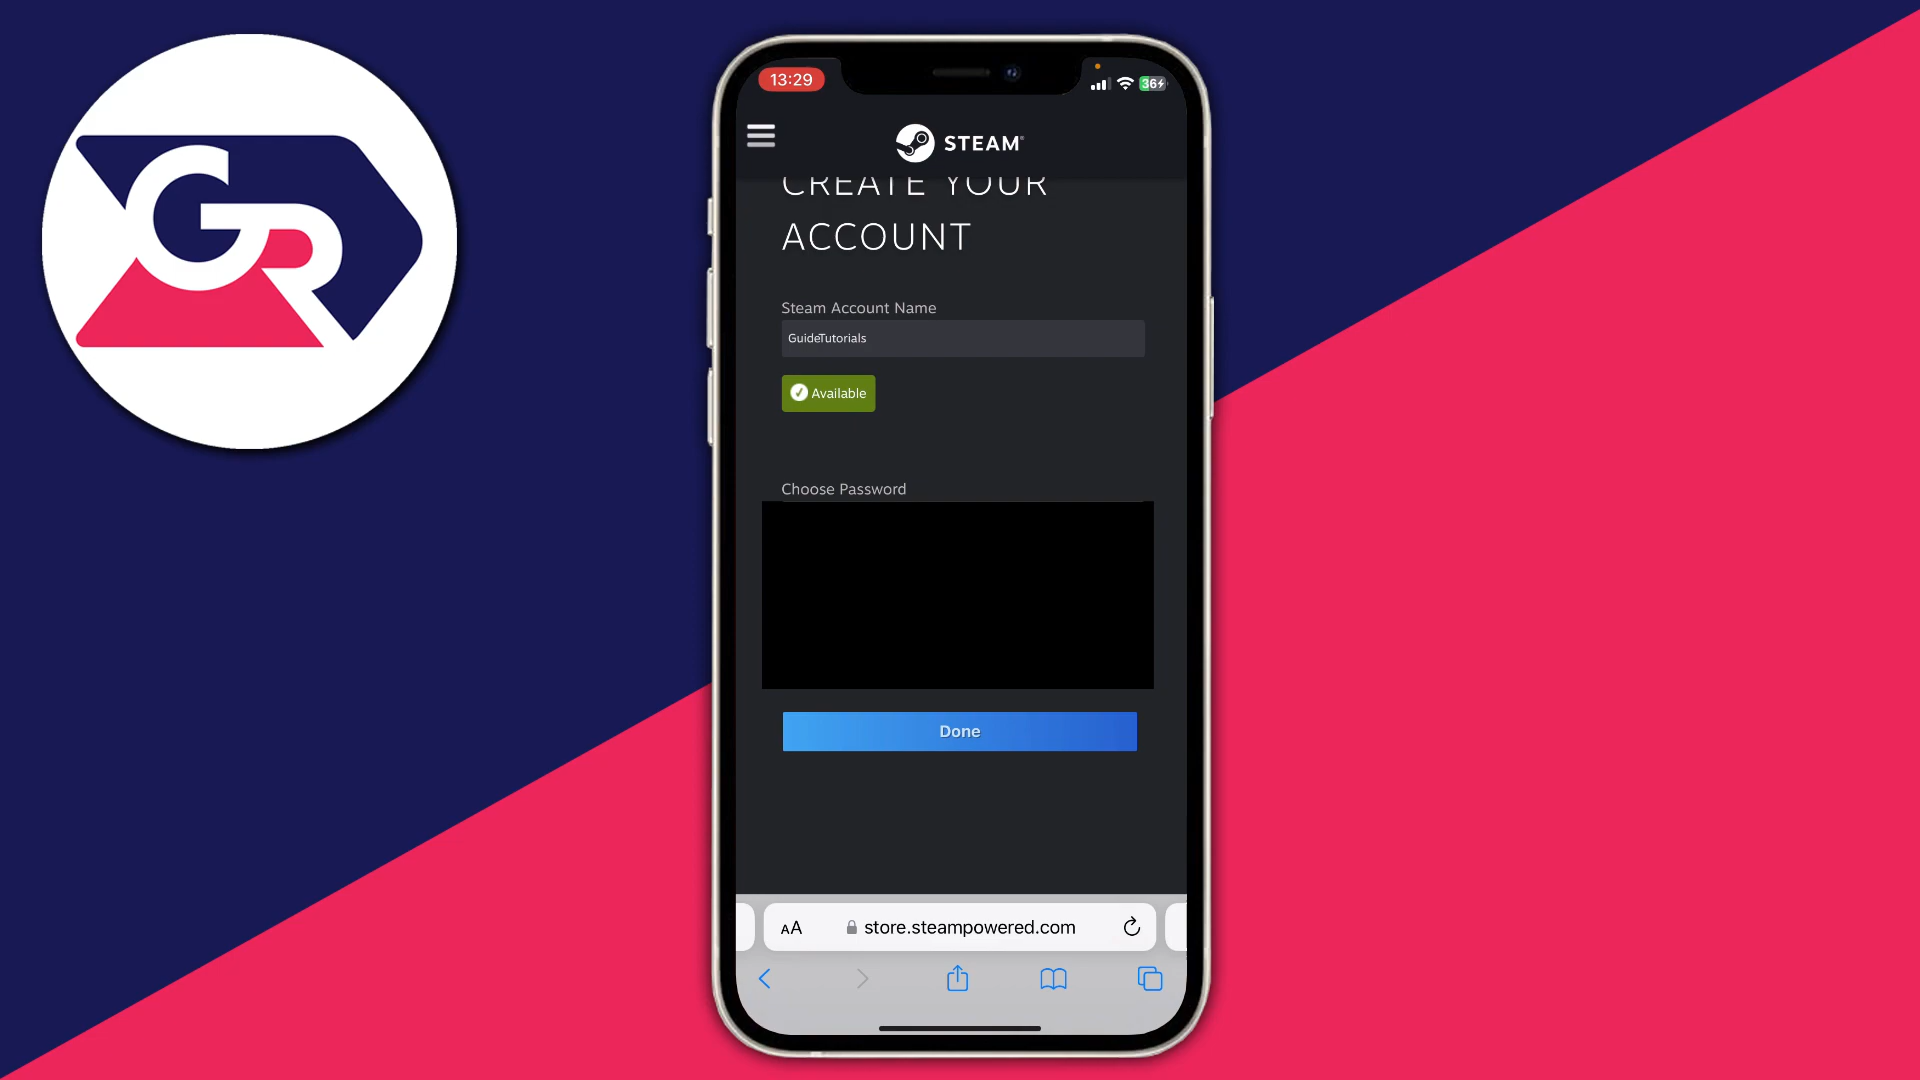 GR
13:29
36
STEAM
CREATE YOUR
ACCOUNT
Steam Account Name
GuideTutorials
Available
Choose Password
Done
AA
store.steampowered.com